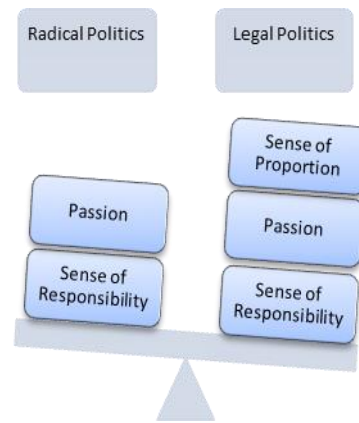 Radical Politics
Legal Politics
Sense of
Proportion
Passion
Passion
Sense of
Responsibility
Sense of
Responsibility